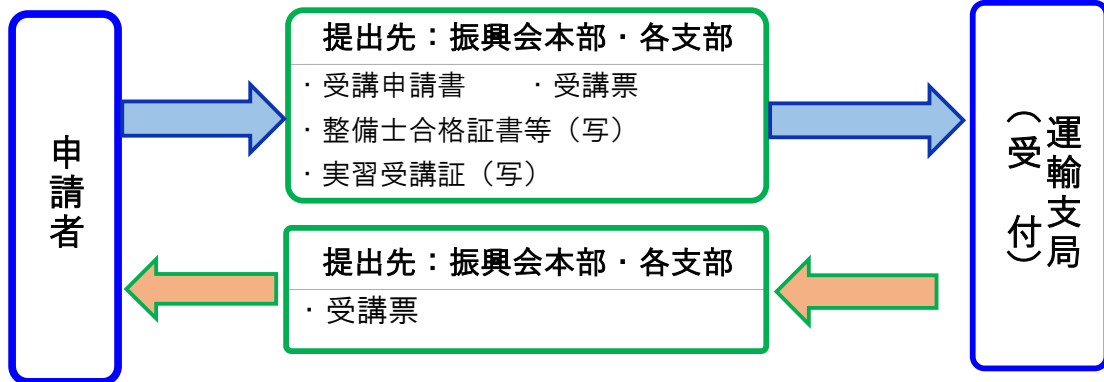 申請者
提出先：振興会本部・各支部
・受講申請書　　・受講票
・整備士合格証書等（写）
・実習受講証（写）
提出先：振興会本部・各支部
・受講票
運輸支局
（受　付）